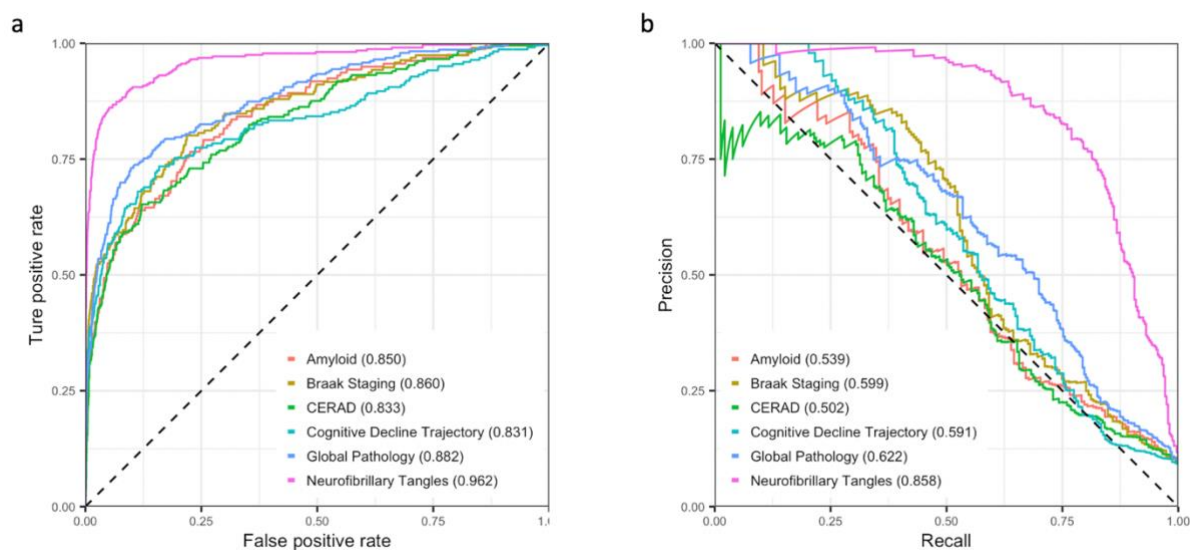 a
1.00
0.75
0.50
0.25
0.00
Ture positive rate
Amyloid (0.850)
Braak Staging (0.860)
CERAD (0.833)
Cognitive Decline Trajectory (0.831)
Global Pathology (0.882)
Neurofibrillary Tangles (0.962)
0.00 0.25 0.50 0.75 1.0
False positive rate
b
1.00
0.75
0.50
0.25
0.00
Precision
Amyloid (0.539)
Braak Staging (0.599)
CERAD (0.502)
Cognitive Decline Trajectory (0.591)
Global Pathology (0.622)
Neurofibrillary Tangles (0.858)
0.00 0.25 0.50 0.75 1.00
Recall